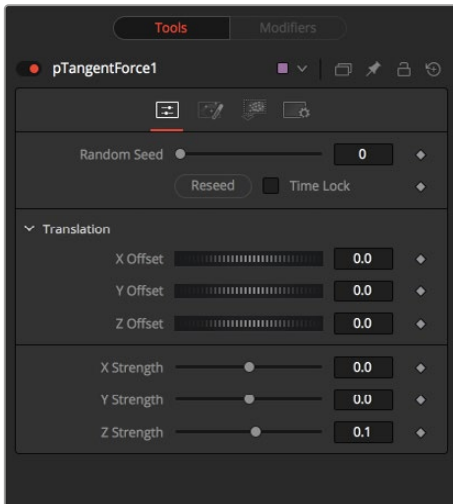 Tools Modifiers
pTangentForce1
Random Seed 0
Reseed Time Lock
Translation
X Offset 0.0
Y Offset 0.0
Z Offset 0.0
X Strength 0.0
Y Strength 0.0
Z Strength 0.1